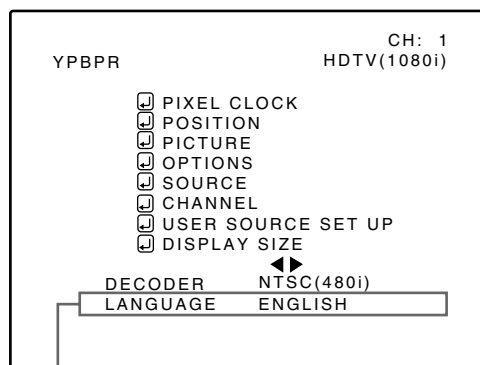 CH: 1
YPBPR HDTV(1080i)
PIXEL CLOCK
POSITION
PICTURE
OPTIONS
SOURCE
CHANNEL
USER SOURCE SET UP
DISPLAY SIZE
DECODER NTSC(480i)
LANGUAGE ENGLISH